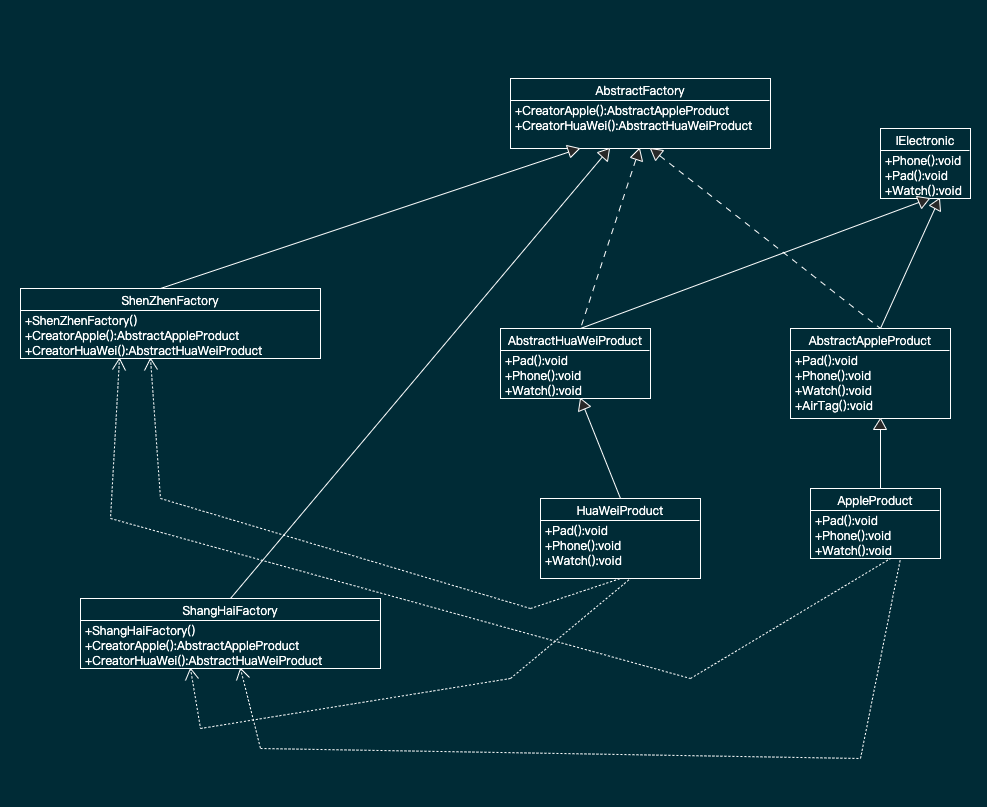 AbstractFactory
+CreatorApple():AbstractAppleProduct
+CreatorHuaWei():AbstractHuaWeiProduct
IElectronic
+Phone():void
+Pad():void
+Watch():void
ShenZhenFactory
+ShenZhenFactory()
+CreatorApple():AbstractAppleProduct
+CreatorHuaWei():AbstractHuaWeiProduct
AbstractHuaWeiProduct
+Pad():void
+Phone():void
+Watch():void
AbstractAppleProduct
+Pad():void
+Phone():void
+Watch():void
+AirTag():void
HuaWeiProduct
+Pad():void
+Phone():void
+Watch():void
AppleProduct
+Pad():void
+Phone():void
+Watch():void
ShangHaiFactory
+ShangHaiFactory()
+CreatorApple():AbstractAppleProduct
+CreatorHuaWei():AbstractHuaWeiProduct